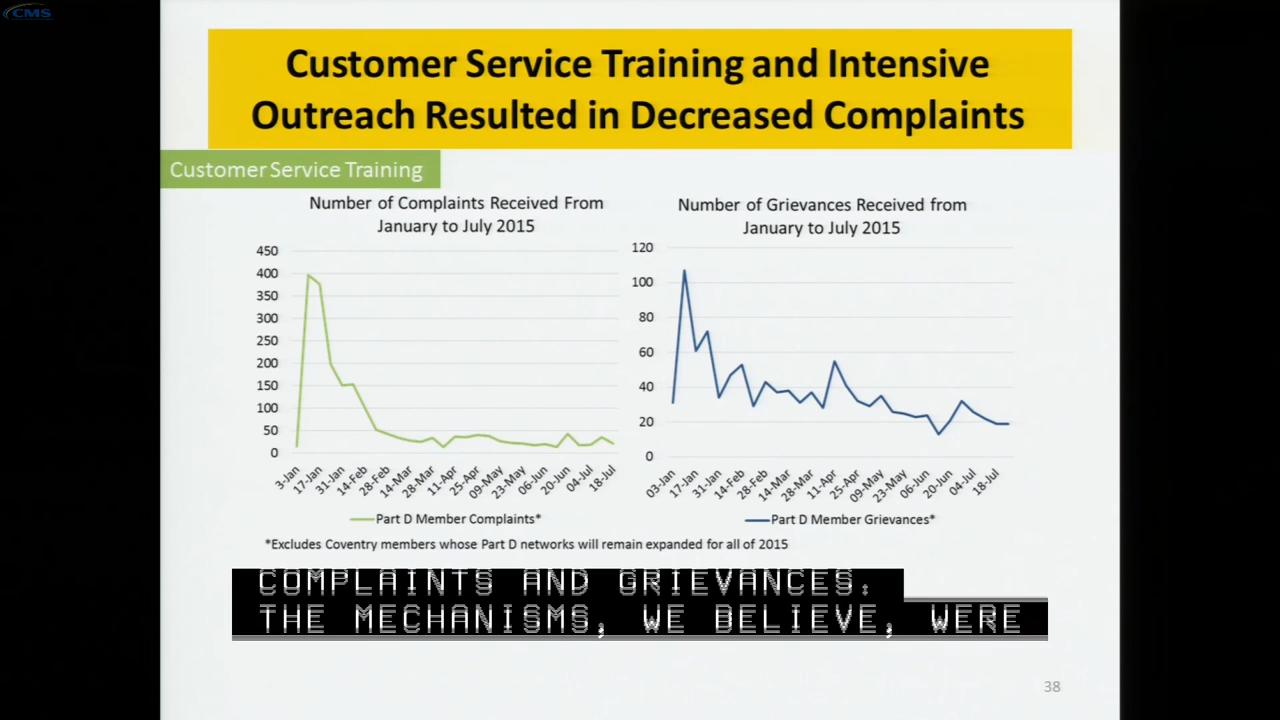 CMS
Customer Service Training and Intensive
Outreach Resulted in Decreased Complaints
Customer Service Training
Number of Complaints Received From
January to July 2015
450
400
350
300
250
200
150
100
50
0
3-Jan
17-Jan
31-Jan
14-Feb
28-Feb
14-Mar
28-Mar
11-Apr
25-Apr
09-May
23-May
06-Jun
20-Jun
04-Jul
18-Jul
Part D Member Complaints*
Number of Grievances Received from
January to July 2015
120
100
80
60
40
20
0
03-Jan
17-Jan
31-Jan
14-Feb
28-Feb
14-Mar
28-Mar
11-Apr
25-Apr
09-May
23-May
06-Jun
20-Jun
04-Jul
18-Jul
Part D Member Grievances*
*Excludes Coventry members whose Part D networks will remain expanded for all of 2015
COMPLAINTS AND GRIEVANCES.
THE MECHANISMS, WE BELIEVE, WERE
38